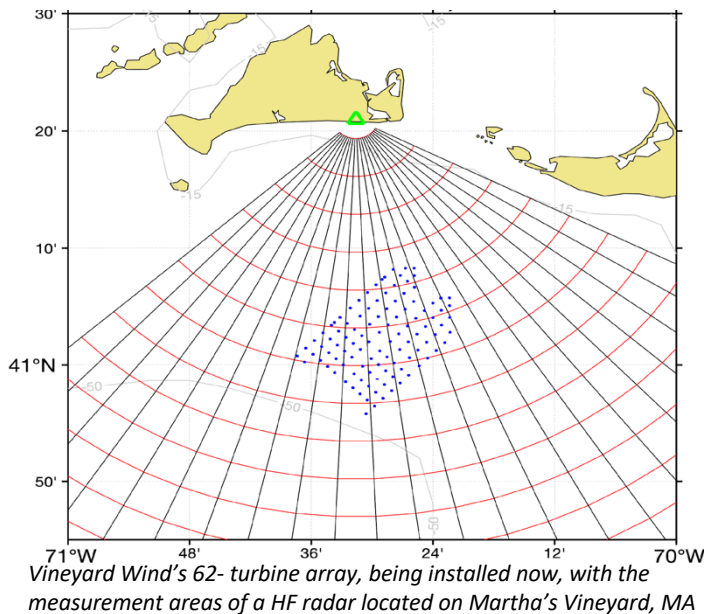 30'
-15
-15
20'
-15
-15
10'
41°N
-50
-50
50'
-50
71°W 48' 36' 24' 12' 70°W
Vineyard Wind's 62- turbine array, being installed now, with the
measurement areas of a HF radar located on Martha's Vineyard, MA